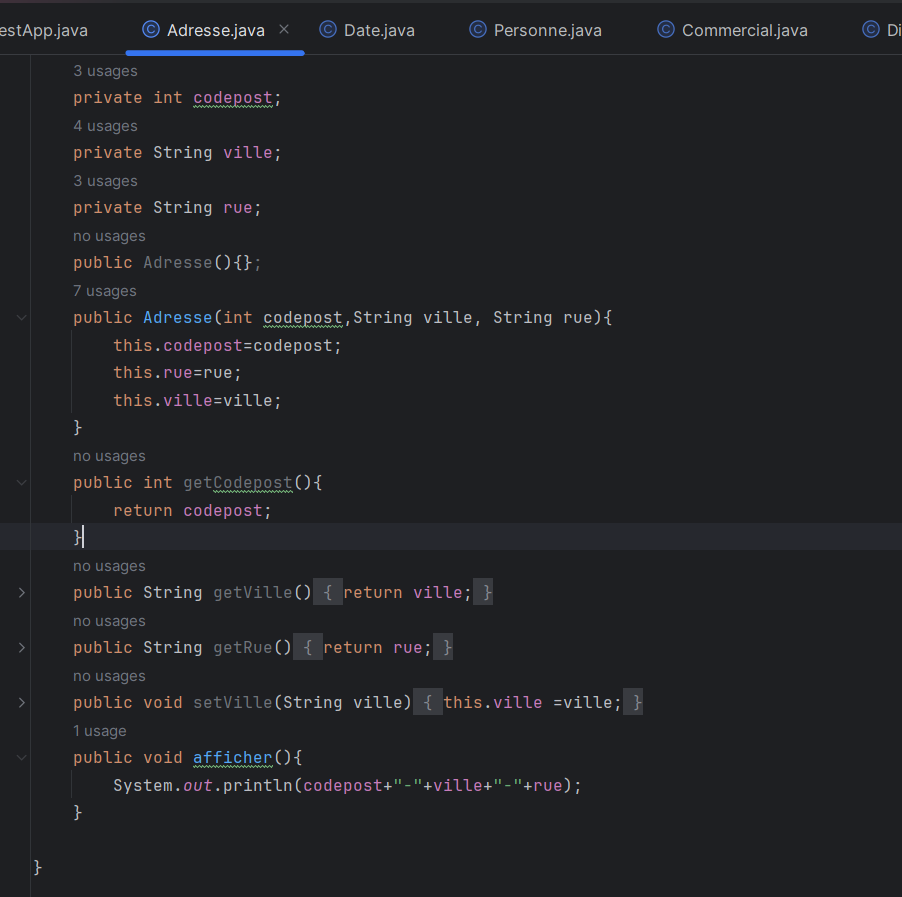 estApp.java Adresse.java Date.java Personne.java Commercial.java Di
3 usages
private int codepost;
4 usages
private String ville;
3 usages
private String rue;
no usages
public Adresse(){};
7 usages
public Adresse(int codepost,String ville, String rue){
this.codepost=codepost;
this.rue=rue;
this.ville=ville;
}
no usages
public int getCodepost(){
return codepost;
}
no usages
public String getVille() { return ville; }
no usages
public String getRue() { return rue; }
no usages
public void setVille(String ville) { this.ville =ville; }
1 usage
public void afficher(){
System.out.println(codepost+"-"+ville+"-"+rue);
}
}